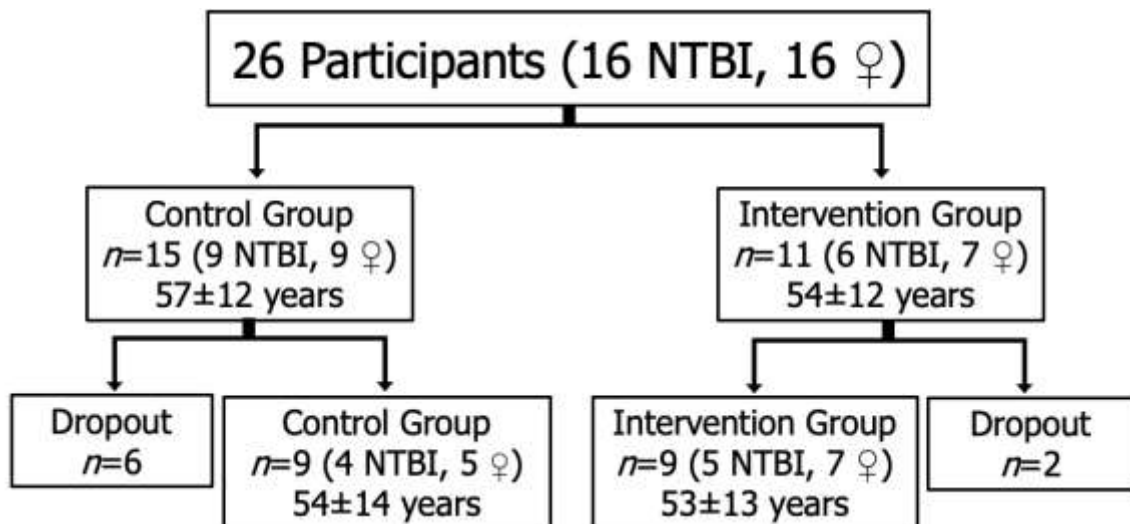 26 Participants (16 NTBI, 16 ♀)
Control Group
n=15 (9 NTBI, 9 ♀)
57±12 years
Intervention Group
n=11 (6 NTBI, 7 ♀)
54±12 years
Dropout
n=6
Control Group
n=9 (4 NTBI, 5 ♀)
54±14 years
Intervention Group
n=9 (5 NTBI, 7 ♀)
53±13 years
Dropout
n=2